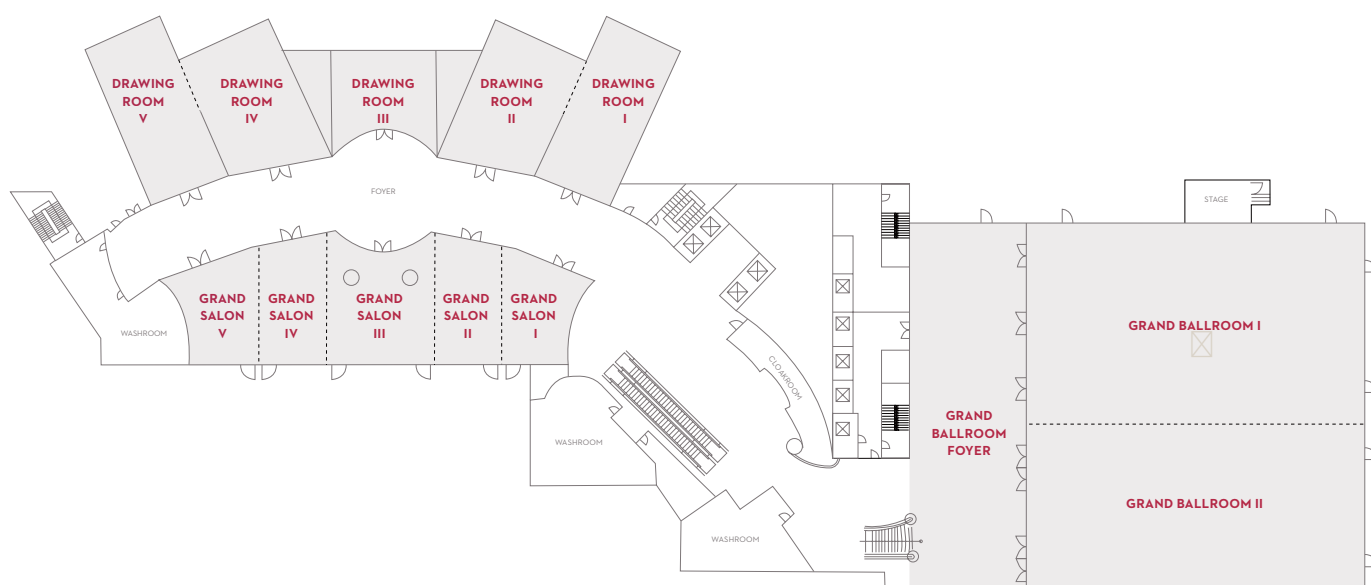 DRAWING
ROOM
V
DRAWING
ROOM
IV
DRAWING
ROOM
III
DRAWING
ROOM
II
DRAWING
ROOM
I
FOYER
STAGE
GRAND
SALON
V
GRAND
SALON
IV
GRAND
SALON
III
GRAND
SALON
II
GRAND
SALON
I
WASHROOM
GRAND BALLROOM I
CLOAKROOM
GRAND
BALLROOM
FOYER
WASHROOM
GRAND BALLROOM II
WASHROOM